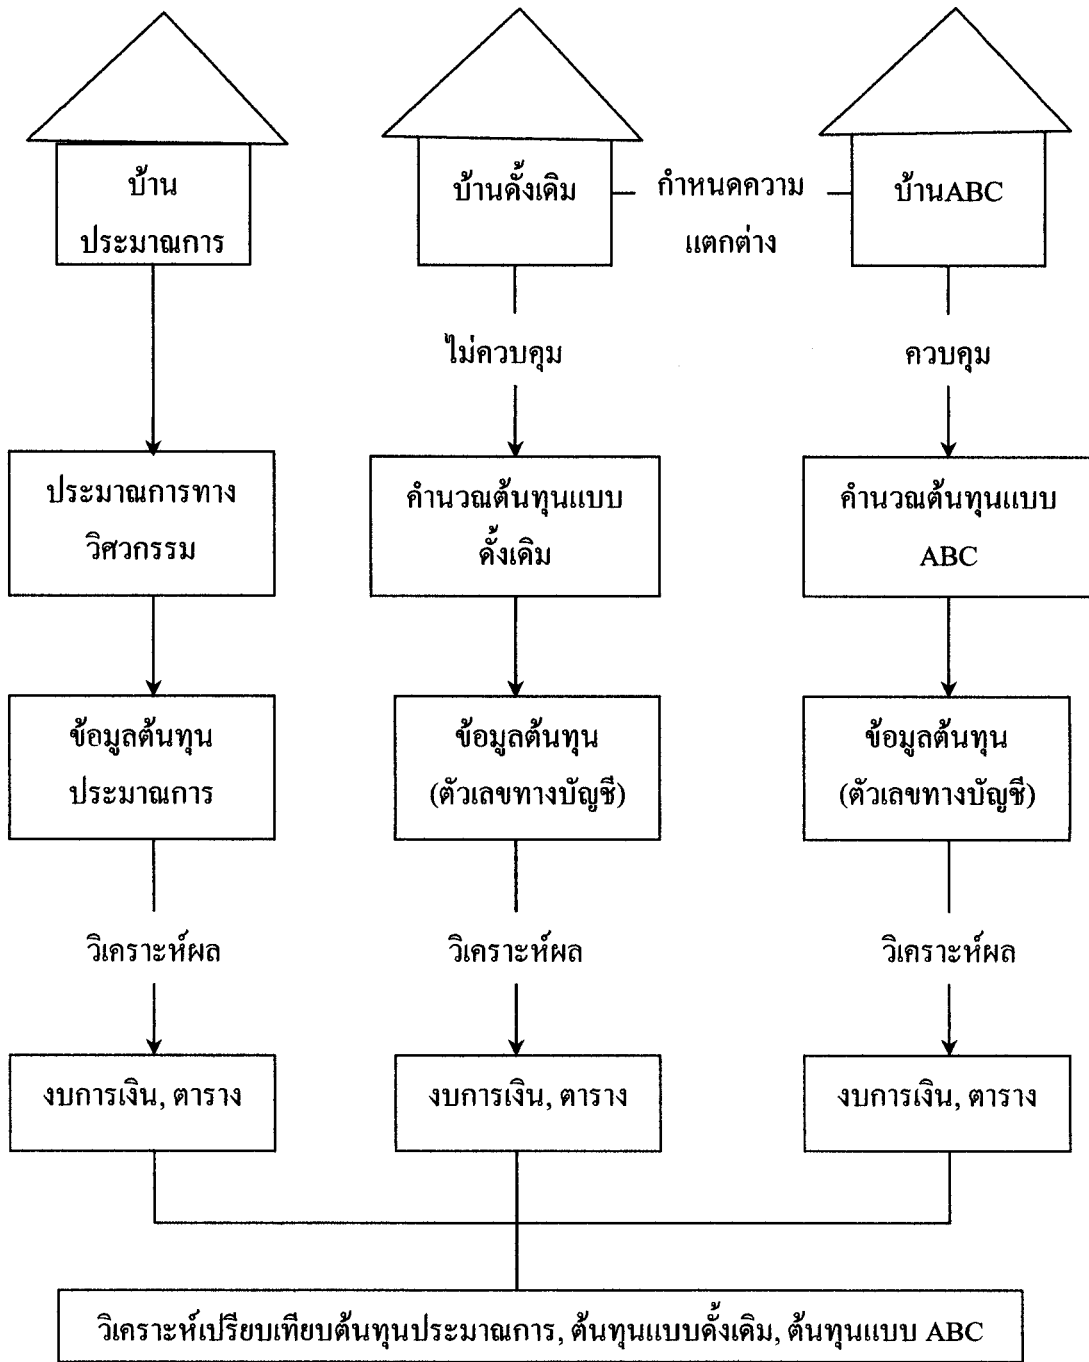 บ้าน
ประมาณการ
บ้านดั้งเดิม
กำหนดความ
แตกต่าง
บ้านABC
ไม่ควบคุม
ควบคุม
ประมาณการทาง
วิศวกรรม
คำนวณต้นทุนแบบ
ดั้งเดิม
คำนวณต้นทุนแบบ
ABC
ข้อมูลต้นทุน
ประมาณการ
ข้อมูลต้นทุน
(ตัวเลขทางบัญชี)
ข้อมูลต้นทุน
(ตัวเลขทางบัญชี)
วิเคราะห์ผล
วิเคราะห์ผล
วิเคราะห์ผล
งบการเงิน, ตาราง
งบการเงิน, ตาราง
งบการเงิน, ตาราง
วิเคราะห์เปรียบเทียบต้นทุนประมาณการ, ต้นทุนแบบดั้งเดิม, ต้นทุนแบบ ABC